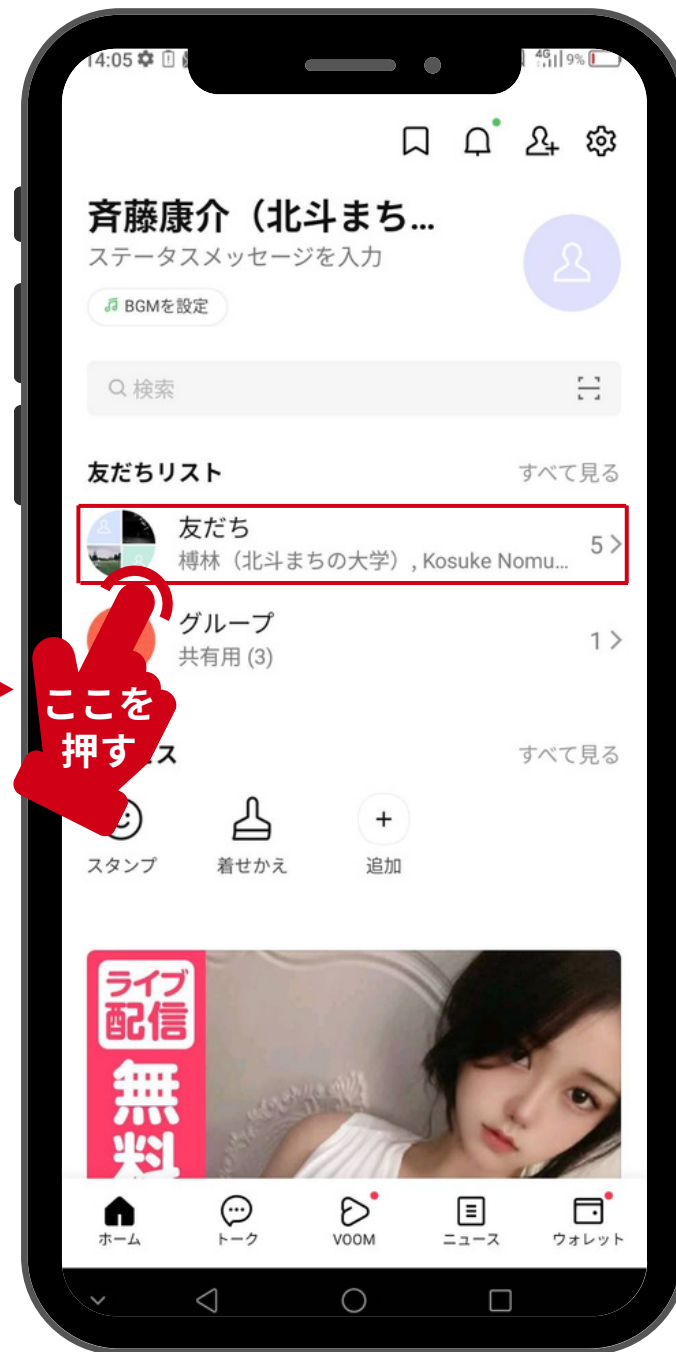 14:05
4G 9%
斉藤康介（北斗まち...
ステータスメッセージを入力
BGMを設定
検索
友だちリスト
すべて見る
友だち
榑林（北斗まちの大学）, Kosuke Nomu...
5
グループ
共有用 (3)
1
ここを
押す
ス
すべて見る
スタンプ
着せかえ
追加
ライブ
配信
無料
ホーム
トーク
VOOM
ニュース
ウォレット